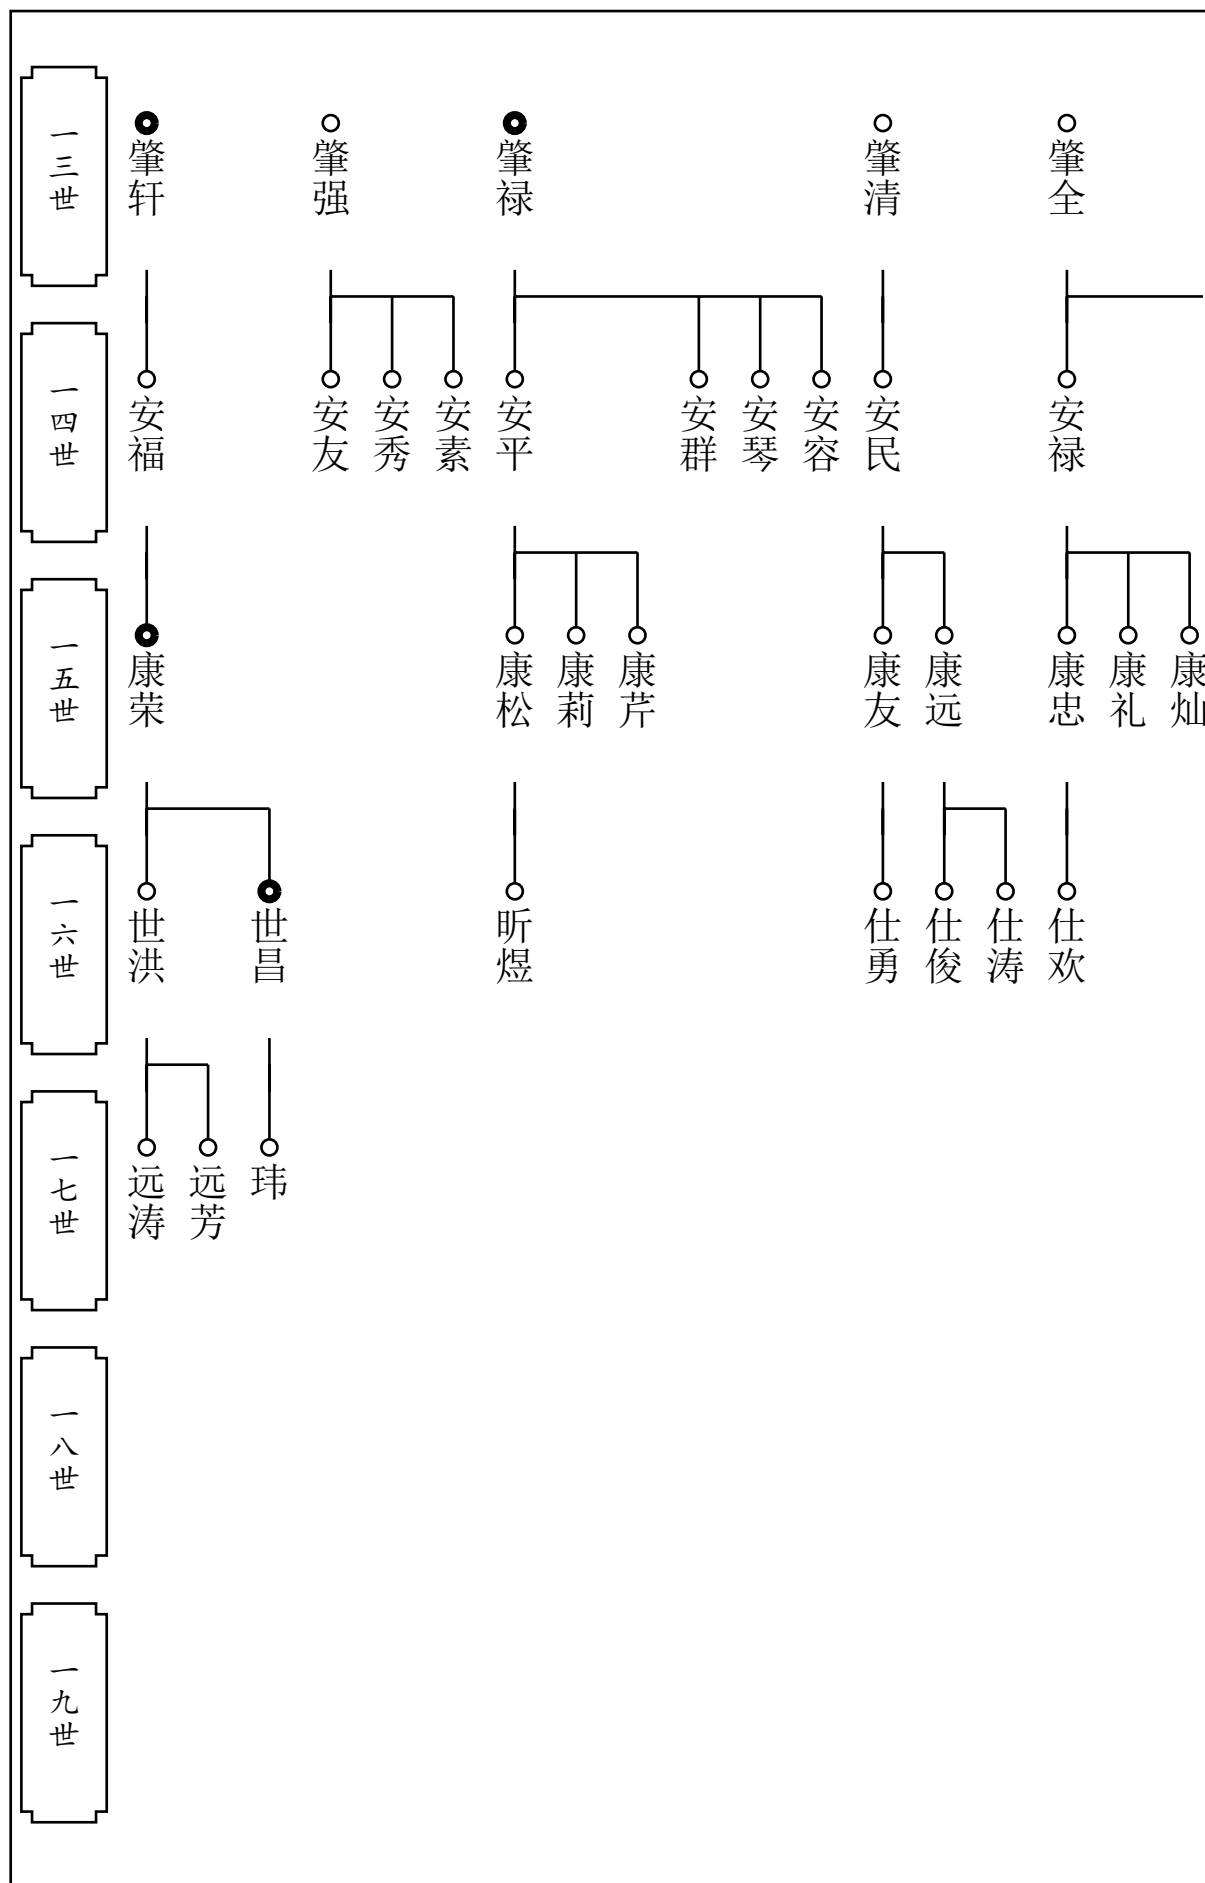 一三世
肇轩
肇强
肇禄
肇清
肇全
一四世
安福
安友
安秀
安素
安平
安群
安琴
安容
安民
安禄
一五世
康荣
康松
康莉
康芹
康友
康远
康忠
康礼
康灿
一六世
世洪
世昌
昕煜
仕勇
仕俊
仕涛
仕欢
一七世
远涛
远芳
玮
一八世
一九世